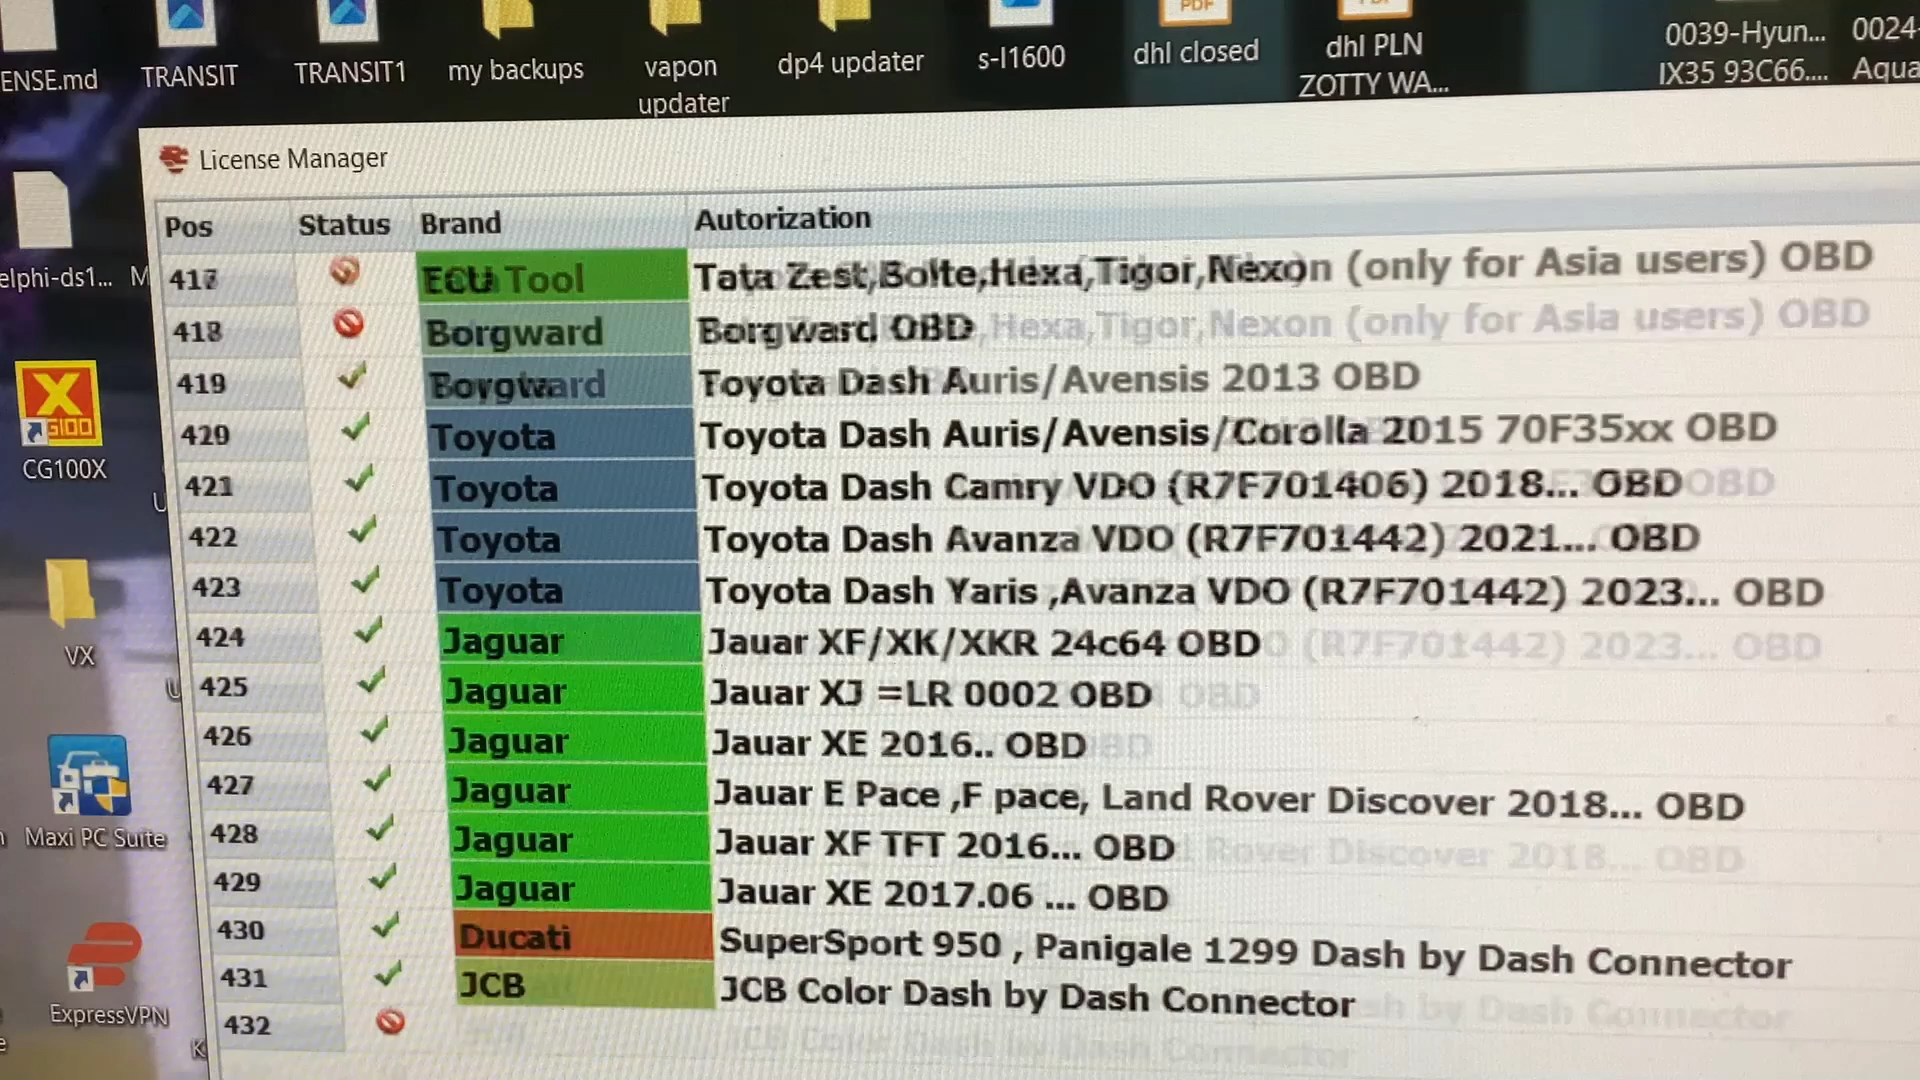 ENSE.md
TRANSIT
TRANSIT1
my backups
vapon
updater
dp4 updater
s-I1600
PDF
dhl closed
dhl PLN
ZOTTY WA...
0039-Hyun...
IX35 93C66....
0024-
Aqua
License Manager
Pos Status Brand Autorization
417 ECU Tool Tata Zest,Bolte,Hexa,Tigor,Nexon (only for Asia users) OBD
418 Borgward Borgward OBD
419 Toyota Dash Auris/Avensis 2013 OBD
420 Toyota Toyota Dash Auris/Avensis/Corolla 2015 70F35xx OBD
421 Toyota Toyota Dash Camry VDO (R7F701406) 2018... OBD
422 Toyota Toyota Dash Avanza VDO (R7F701442) 2021... OBD
423 Toyota Toyota Dash Yaris ,Avanza VDO (R7F701442) 2023... OBD
424 Jaguar Jauar XF/XK/XKR 24c64 OBD
425 Jaguar Jauar XJ =LR 0002 OBD
426 Jaguar Jauar XE 2016.. OBD
427 Jaguar Jauar E Pace ,F pace, Land Rover Discover 2018... OBD
428 Jaguar Jauar XF TFT 2016... OBD
429 Jaguar Jauar XE 2017.06 ... OBD
430 Ducati SuperSport 950 , Panigale 1299 Dash by Dash Connector
431 JCB JCB Color Dash by Dash Connector
432
elphi-ds1...
M
X
G100
CG100X
U
VX
U
Maxi PC Suite
ExpressVPN
K